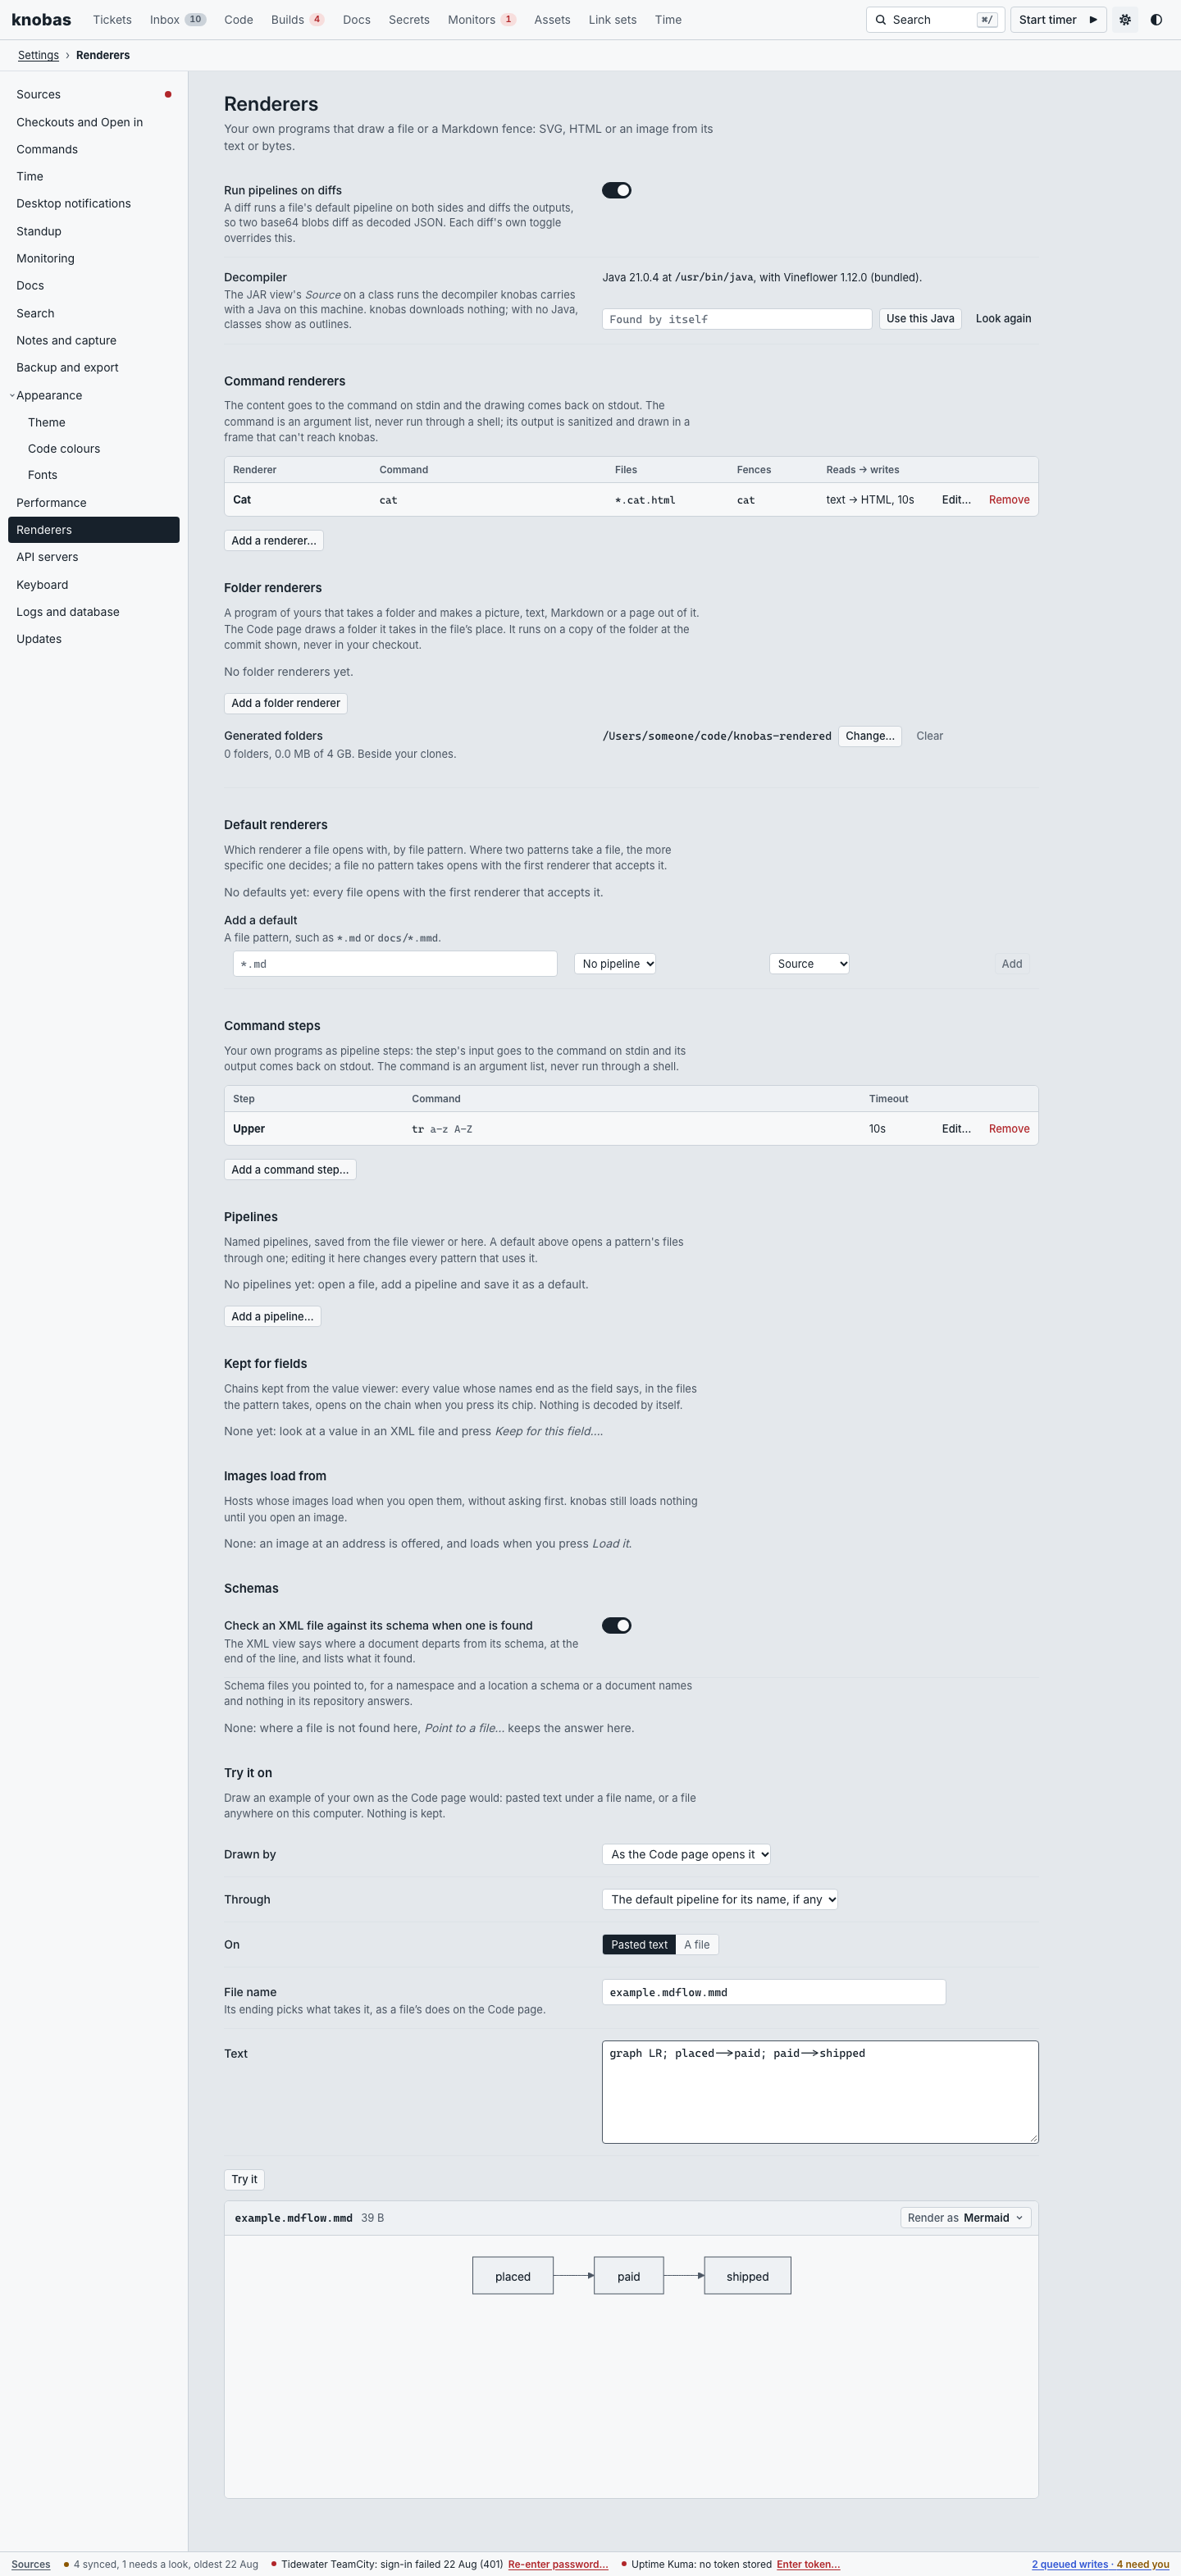 knobas Tickets Inbox 10 Code Builds 4 Docs Secrets Monitors 1 Assets Link sets Time Search ⌘/ Start timer
Settings › Renderers
Sources
Checkouts and Open in
Commands
Time
Desktop notifications
Standup
Monitoring
Docs
Search
Notes and capture
Backup and export
Appearance
Theme
Code colours
Fonts
Performance
Renderers
API servers
Keyboard
Logs and database
Updates
Renderers
Your own programs that draw a file or a Markdown fence: SVG, HTML or an image from its
text or bytes.
Run pipelines on diffs
A diff runs a file's default pipeline on both sides and diffs the outputs,
so two base64 blobs diff as decoded JSON. Each diff's own toggle
overrides this.
Decompiler
The JAR view's Source on a class runs the decompiler knobas carries
with a Java on this machine. knobas downloads nothing; with no Java,
classes show as outlines.
Java 21.0.4 at /usr/bin/java, with Vineflower 1.12.0 (bundled).
Found by itself Use this Java Look again
Command renderers
The content goes to the command on stdin and the drawing comes back on stdout. The
command is an argument list, never run through a shell; its output is sanitized and drawn in a
frame that can't reach knobas.
Renderer Command Files Fences Reads → writes
Cat cat *.cat.html cat text → HTML, 10s Edit... Remove
Add a renderer...
Folder renderers
A program of yours that takes a folder and makes a picture, text, Markdown or a page out of it.
The Code page draws a folder it takes in the file's place. It runs on a copy of the folder at the
commit shown, never in your checkout.
No folder renderers yet.
Add a folder renderer
Generated folders
0 folders, 0.0 MB of 4 GB. Beside your clones.
/Users/someone/code/knobas-rendered Change... Clear
Default renderers
Which renderer a file opens with, by file pattern. Where two patterns take a file, the more
specific one decides; a file no pattern takes opens with the first renderer that accepts it.
No defaults yet: every file opens with the first renderer that accepts it.
Add a default
A file pattern, such as *.md or docs/*.mmd.
*.md No pipeline Source Add
Command steps
Your own programs as pipeline steps: the step's input goes to the command on stdin and its
output comes back on stdout. The command is an argument list, never run through a shell.
Step Command Timeout
Upper tr a-z A-Z 10s Edit... Remove
Add a command step...
Pipelines
Named pipelines, saved from the file viewer or here. A default above opens a pattern's files
through one; editing it here changes every pattern that uses it.
No pipelines yet: open a file, add a pipeline and save it as a default.
Add a pipeline...
Kept for fields
Chains kept from the value viewer: every value whose names end as the field says, in the files
the pattern takes, opens on the chain when you press its chip. Nothing is decoded by itself.
None yet: look at a value in an XML file and press Keep for this field....
Images load from
Hosts whose images load when you open them, without asking first. knobas still loads nothing
until you open an image.
None: an image at an address is offered, and loads when you press Load it.
Schemas
Check an XML file against its schema when one is found
The XML view says where a document departs from its schema, at the
end of the line, and lists what it found.
Schema files you pointed to, for a namespace and a location a schema or a document names
and nothing in its repository answers.
None: where a file is not found here, Point to a file... keeps the answer here.
Try it on
Draw an example of your own as the Code page would: pasted text under a file name, or a file
anywhere on this computer. Nothing is kept.
Drawn by As the Code page opens it
Through The default pipeline for its name, if any
On Pasted text A file
File name
Its ending picks what takes it, as a file's does on the Code page.
example.mdflow.mmd
Text
graph LR; placed-->paid; paid-->shipped
Try it
example.mdflow.mmd 39 B Render as Mermaid
placed paid shipped
Sources 4 synced, 1 needs a look, oldest 22 Aug Tidewater TeamCity: sign-in failed 22 Aug (401) Re-enter password... Uptime Kuma: no token stored Enter token... 2 queued writes · 4 need you